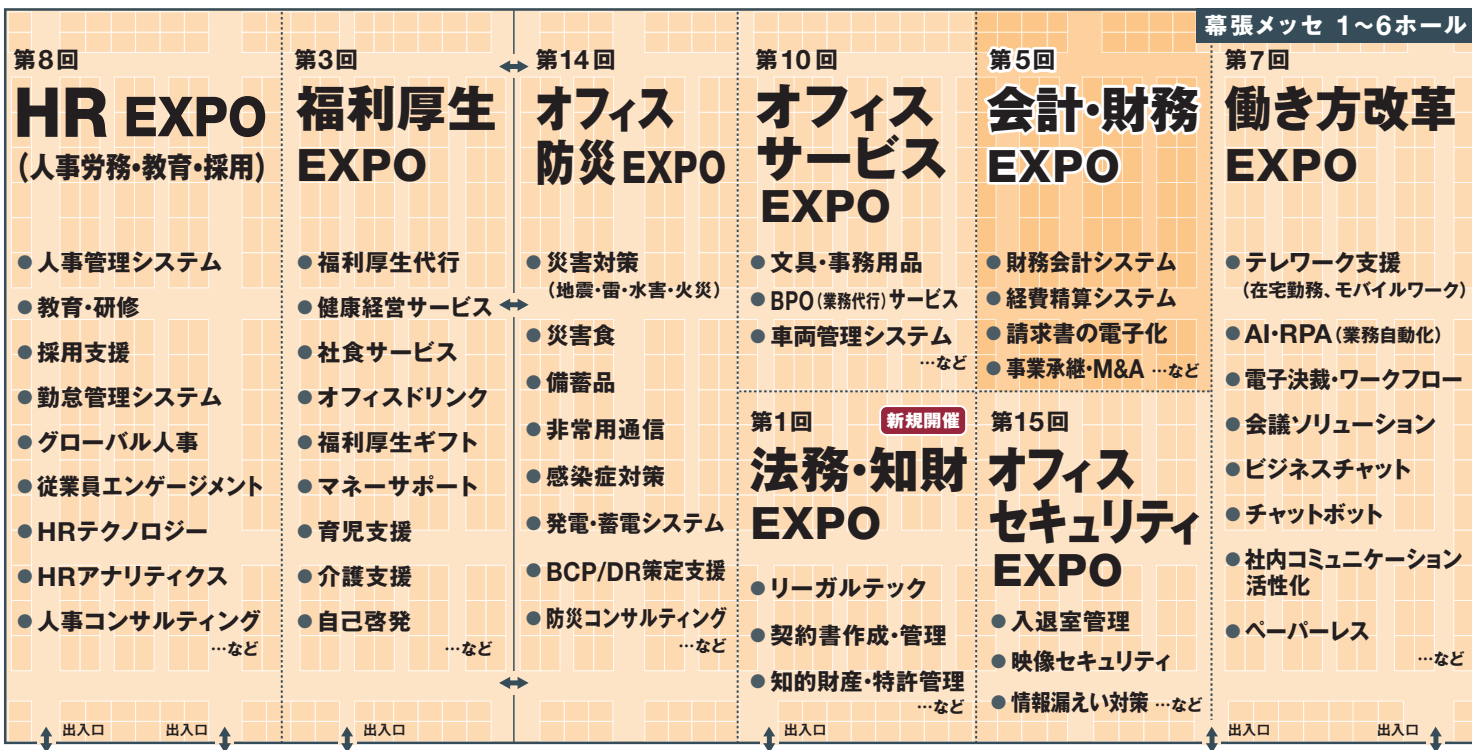 幕張メッセ 1〜6ホール
第8回
HR EXPO
(人事労務・教育・採用)
●人事管理システム
●教育・研修
●採用支援
●勤怠管理システム
●グローバル人事
●従業員エンゲージメント
●HRテクノロジー
●HRアナリティクス
●人事コンサルティング
…など
第3回
福利厚生
EXPO
●福利厚生代行
●健康経営サービス
●社食サービス
●オフィスドリンク
●福利厚生ギフト
●マネーサポート
●育児支援
●介護支援
●自己啓発
…など
第14回
オフィス
防災EXPO
●災害対策
(地震・雷・水害・火災)
●災害食
●備蓄品
●非常用通信
●感染症対策
●発電・蓄電システム
●BCP/DR策定支援
●防災コンサルティング
…など
第10回
オフィス
サービス
EXPO
●文具・事務用品
●BPO(業務代行)サービス
●車両管理システム
…など
第1回 新規開催
法務・知財
EXPO
●リーガルテック
●契約書作成・管理
●知的財産・特許管理
…など
第5回
会計・財務
EXPO
●財務会計システム
●経費精算システム
●請求書の電子化
●事業承継・M&A …など
第15回
オフィス
セキュリティ
EXPO
●入退室管理
●映像セキュリティ
●情報漏えい対策 …など
第7回
働き方改革
EXPO
●テレワーク支援
(在宅勤務、モバイルワーク)
●AI・RPA(業務自動化)
●電子決裁・ワークフロー
●会議ソリューション
●ビジネスチャット
●チャットボット
●社内コミュニケーション
活性化
●ペーパーレス
…など
出入口
出入口
出入口
出入口
出入口
出入口